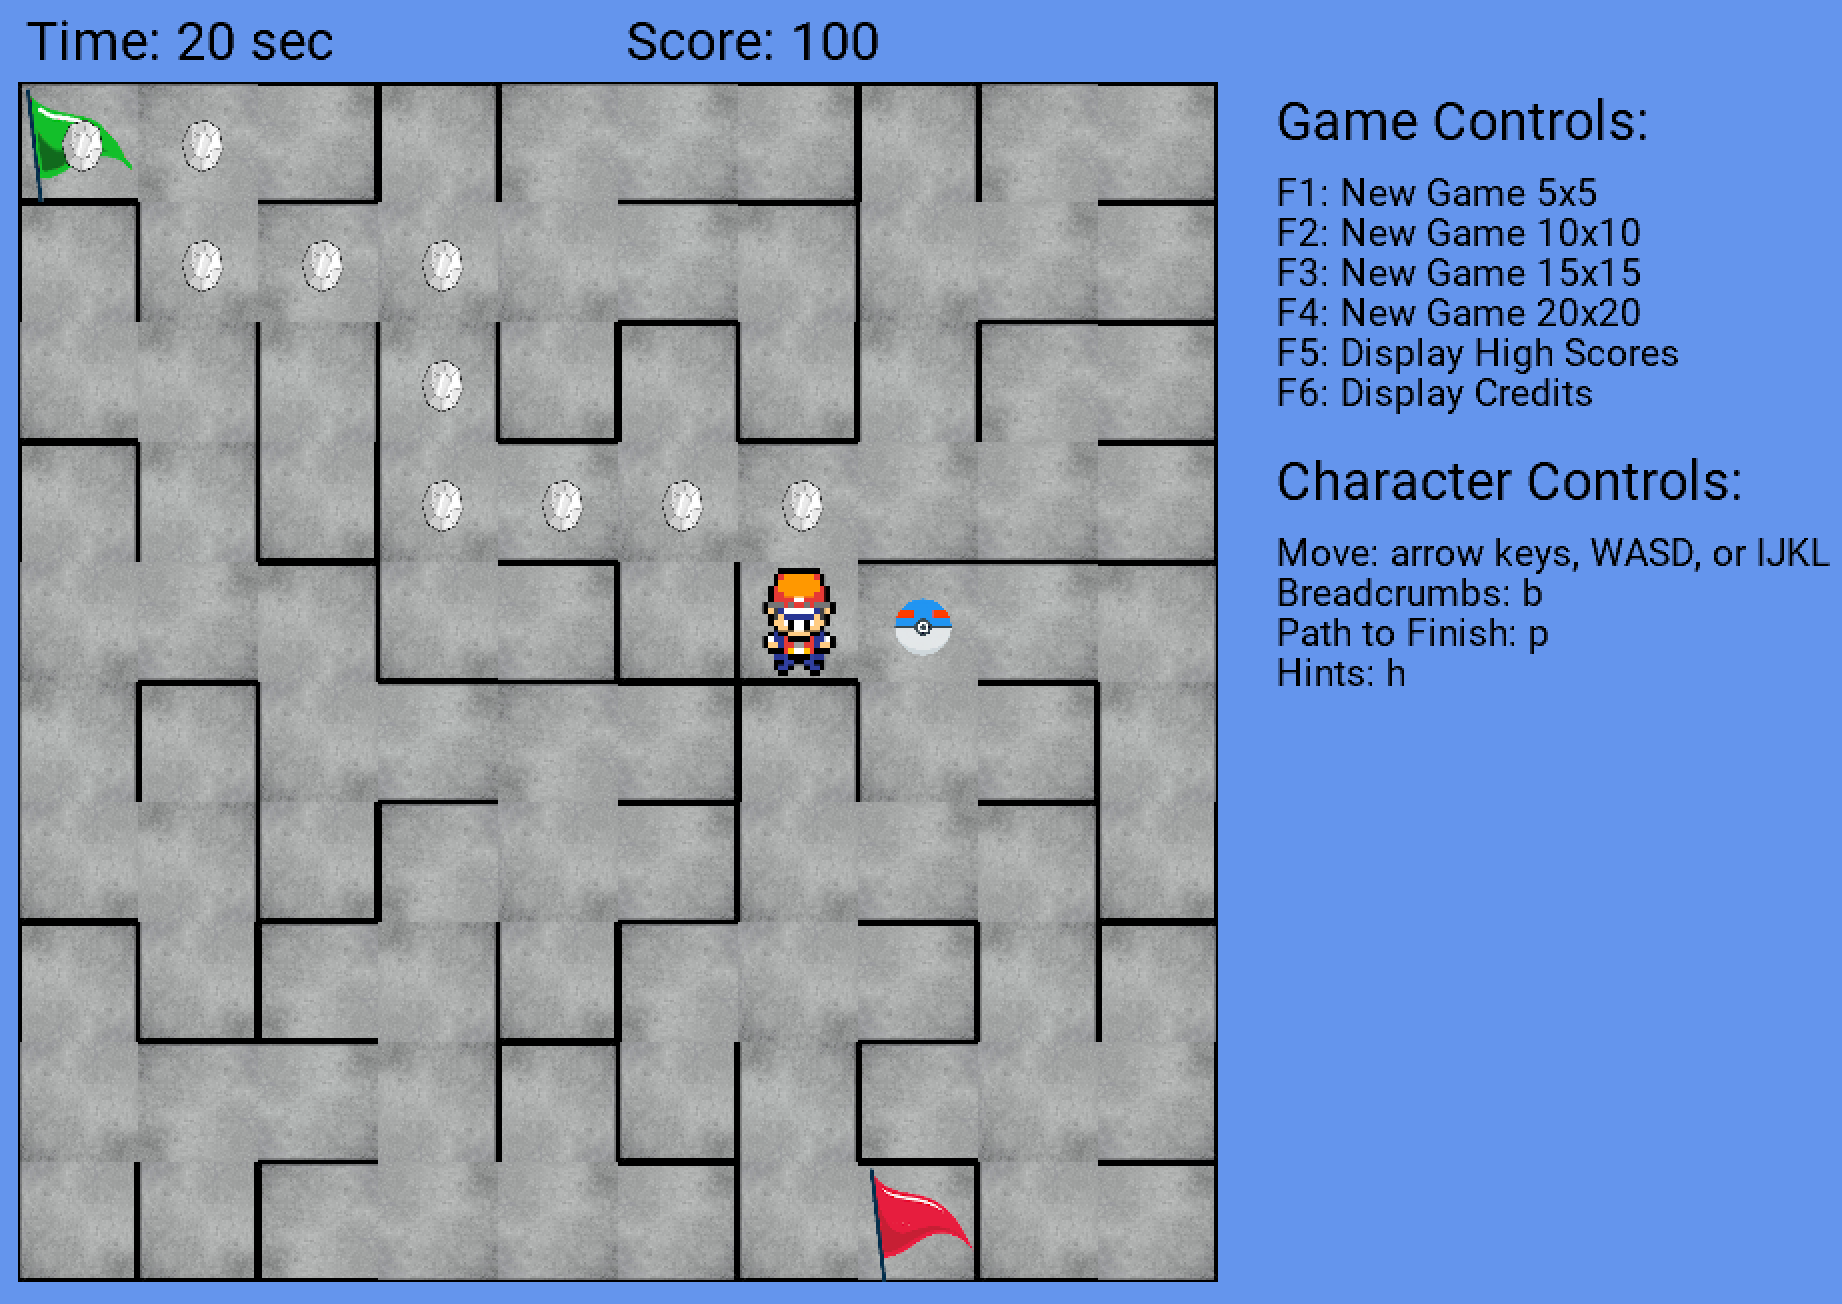 Time: 20 sec
Score: 100
Game Controls:
F1: New Game 5x5
F2: New Game 10x10
F3: New Game 15x15
F4: New Game 20x20
F5: Display High Scores
F6: Display Credits
Character Controls:
Move: arrow keys, WASD, or IJKL
Breadcrumbs: b
Path to Finish: p
Hints: h